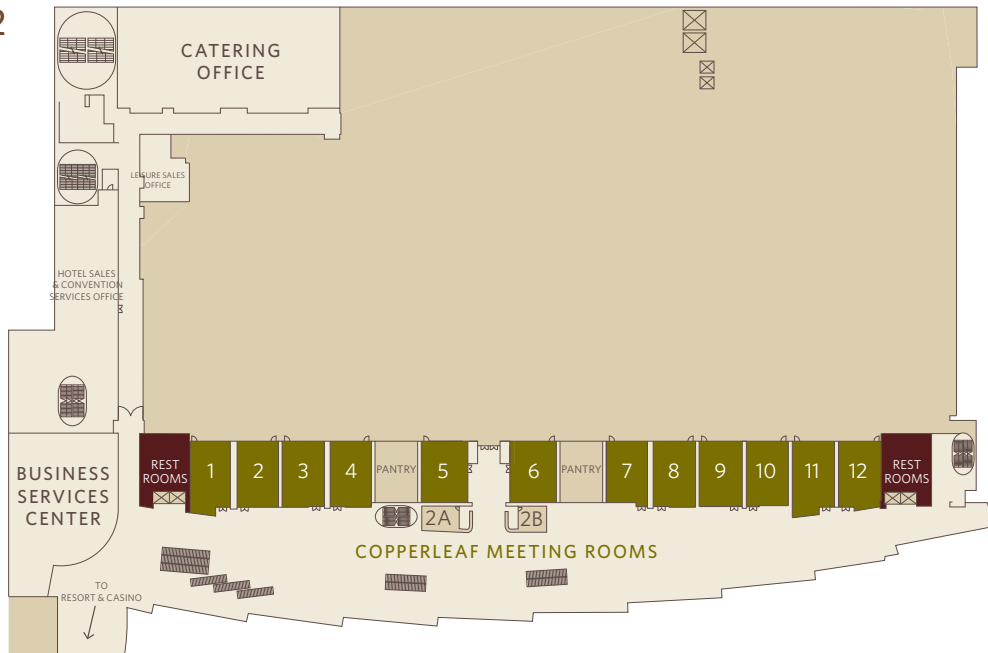 2
CATERING
OFFICE
LEISURE SALES
OFFICE
HOTEL SALES
& CONVENTION
SERVICES OFFICE
BUSINESS
SERVICES
CENTER
REST
ROOMS
1
2
3
4
PANTRY
5
6
PANTRY
7
8
9
10
11
12
REST
ROOMS
2A
2B
COPPERLEAF MEETING ROOMS
TO
RESORT & CASINO